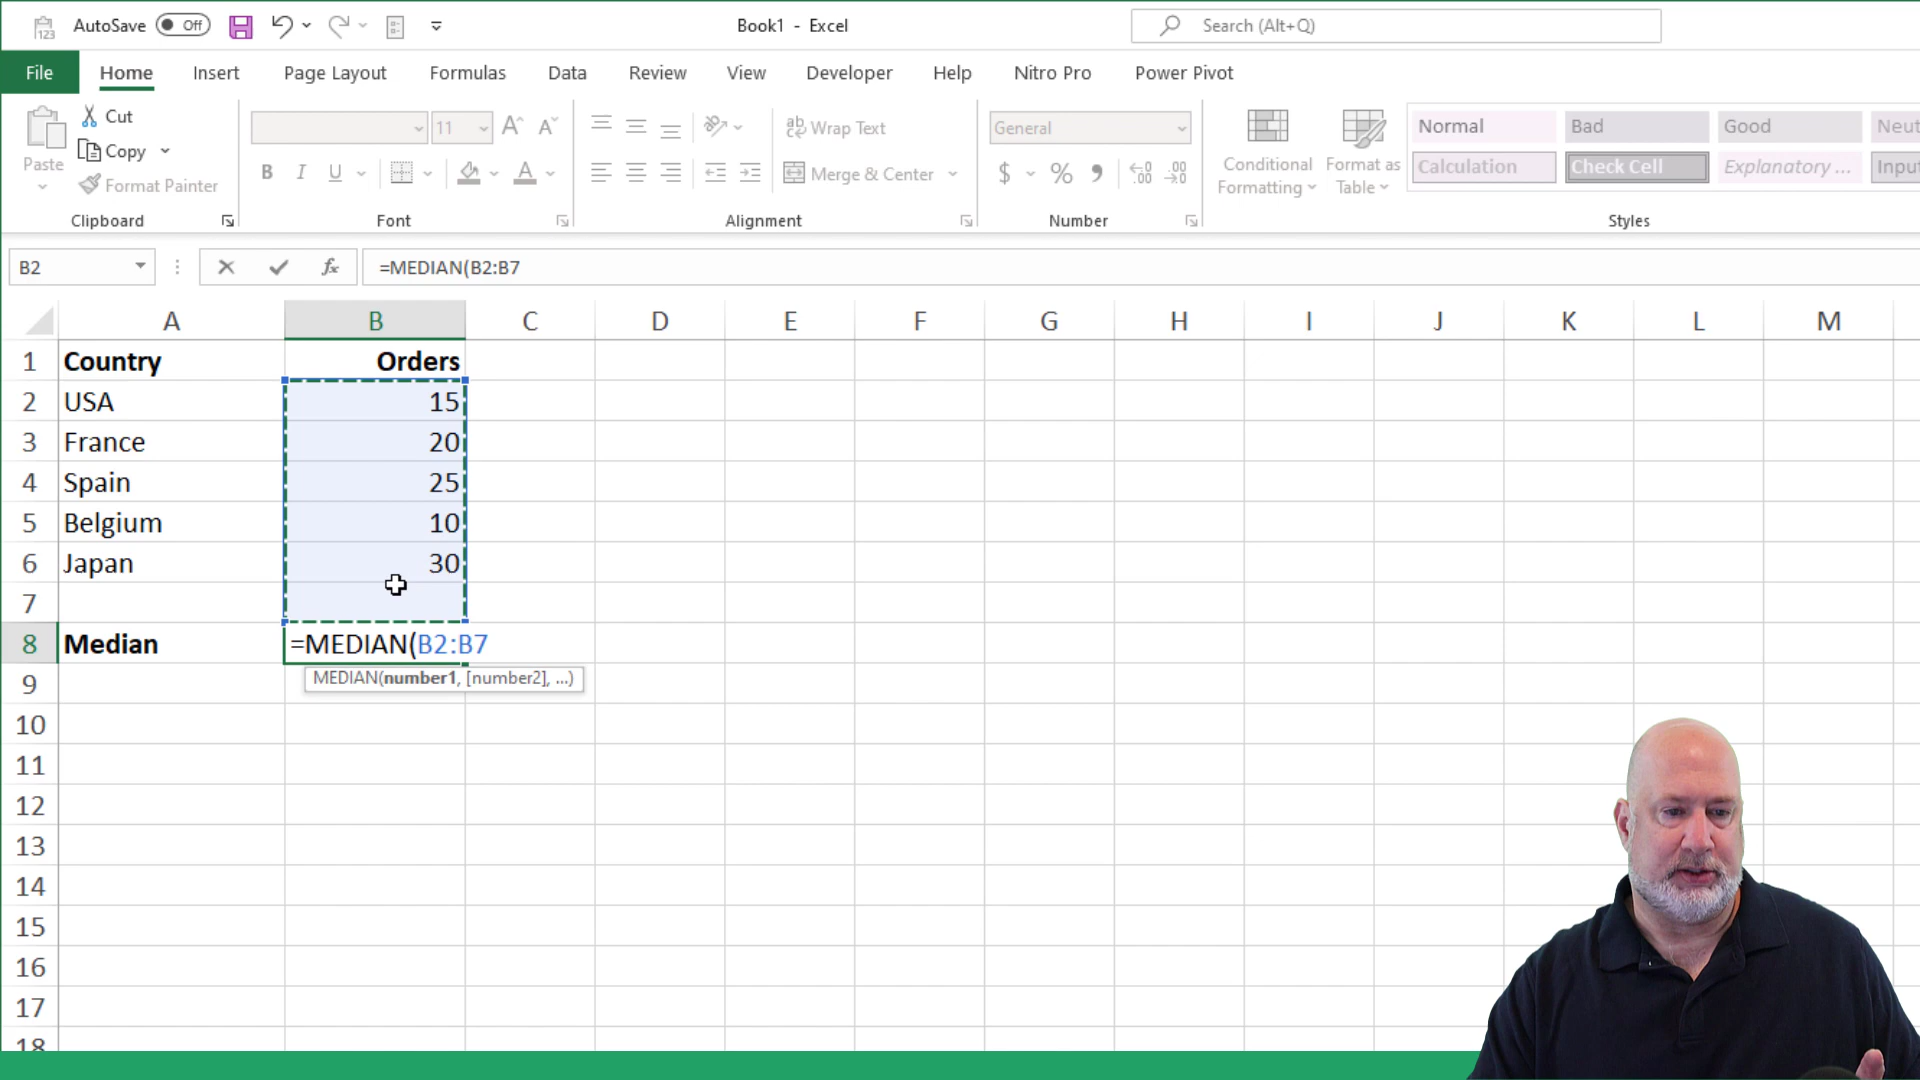 AutoSave Off Book1 - Excel Search (Alt+Q)
File Home Insert Page Layout Formulas Data Review View Developer Help Nitro Pro Power Pivot
Paste Cut Copy Format Painter
Clipboard
11
B I U A
Font
ab Wrap Text
Merge & Center
Alignment
General
$ % 9
Number
Conditional Formatting
Format as Table
Normal Bad Good
Calculation Check Cell Explanatory ...
Styles
B2 fx =MEDIAN(B2:B7
A B C D E F G H I J K L M
1 Country Orders
2 USA 15
3 France 20
4 Spain 25
5 Belgium 10
6 Japan 30
7
8 Median =MEDIAN(B2:B7
MEDIAN(number1, [number2], ...)
9
10
11
12
13
14
15
16
17
18